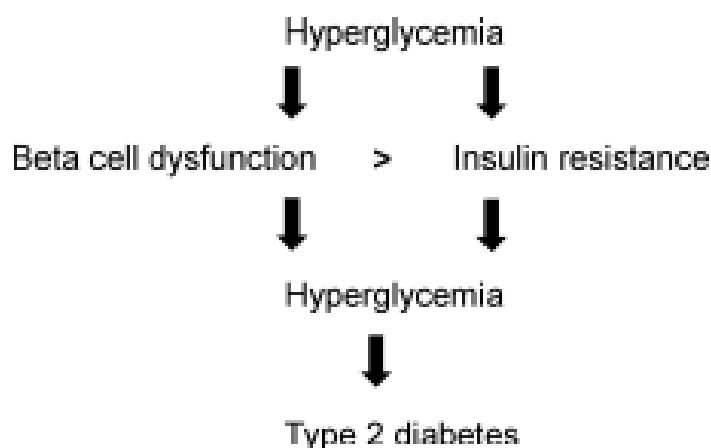 Hyperglycemia
Beta cell dysfunction > Insulin resistance
Hyperglycemia
Type 2 diabetes